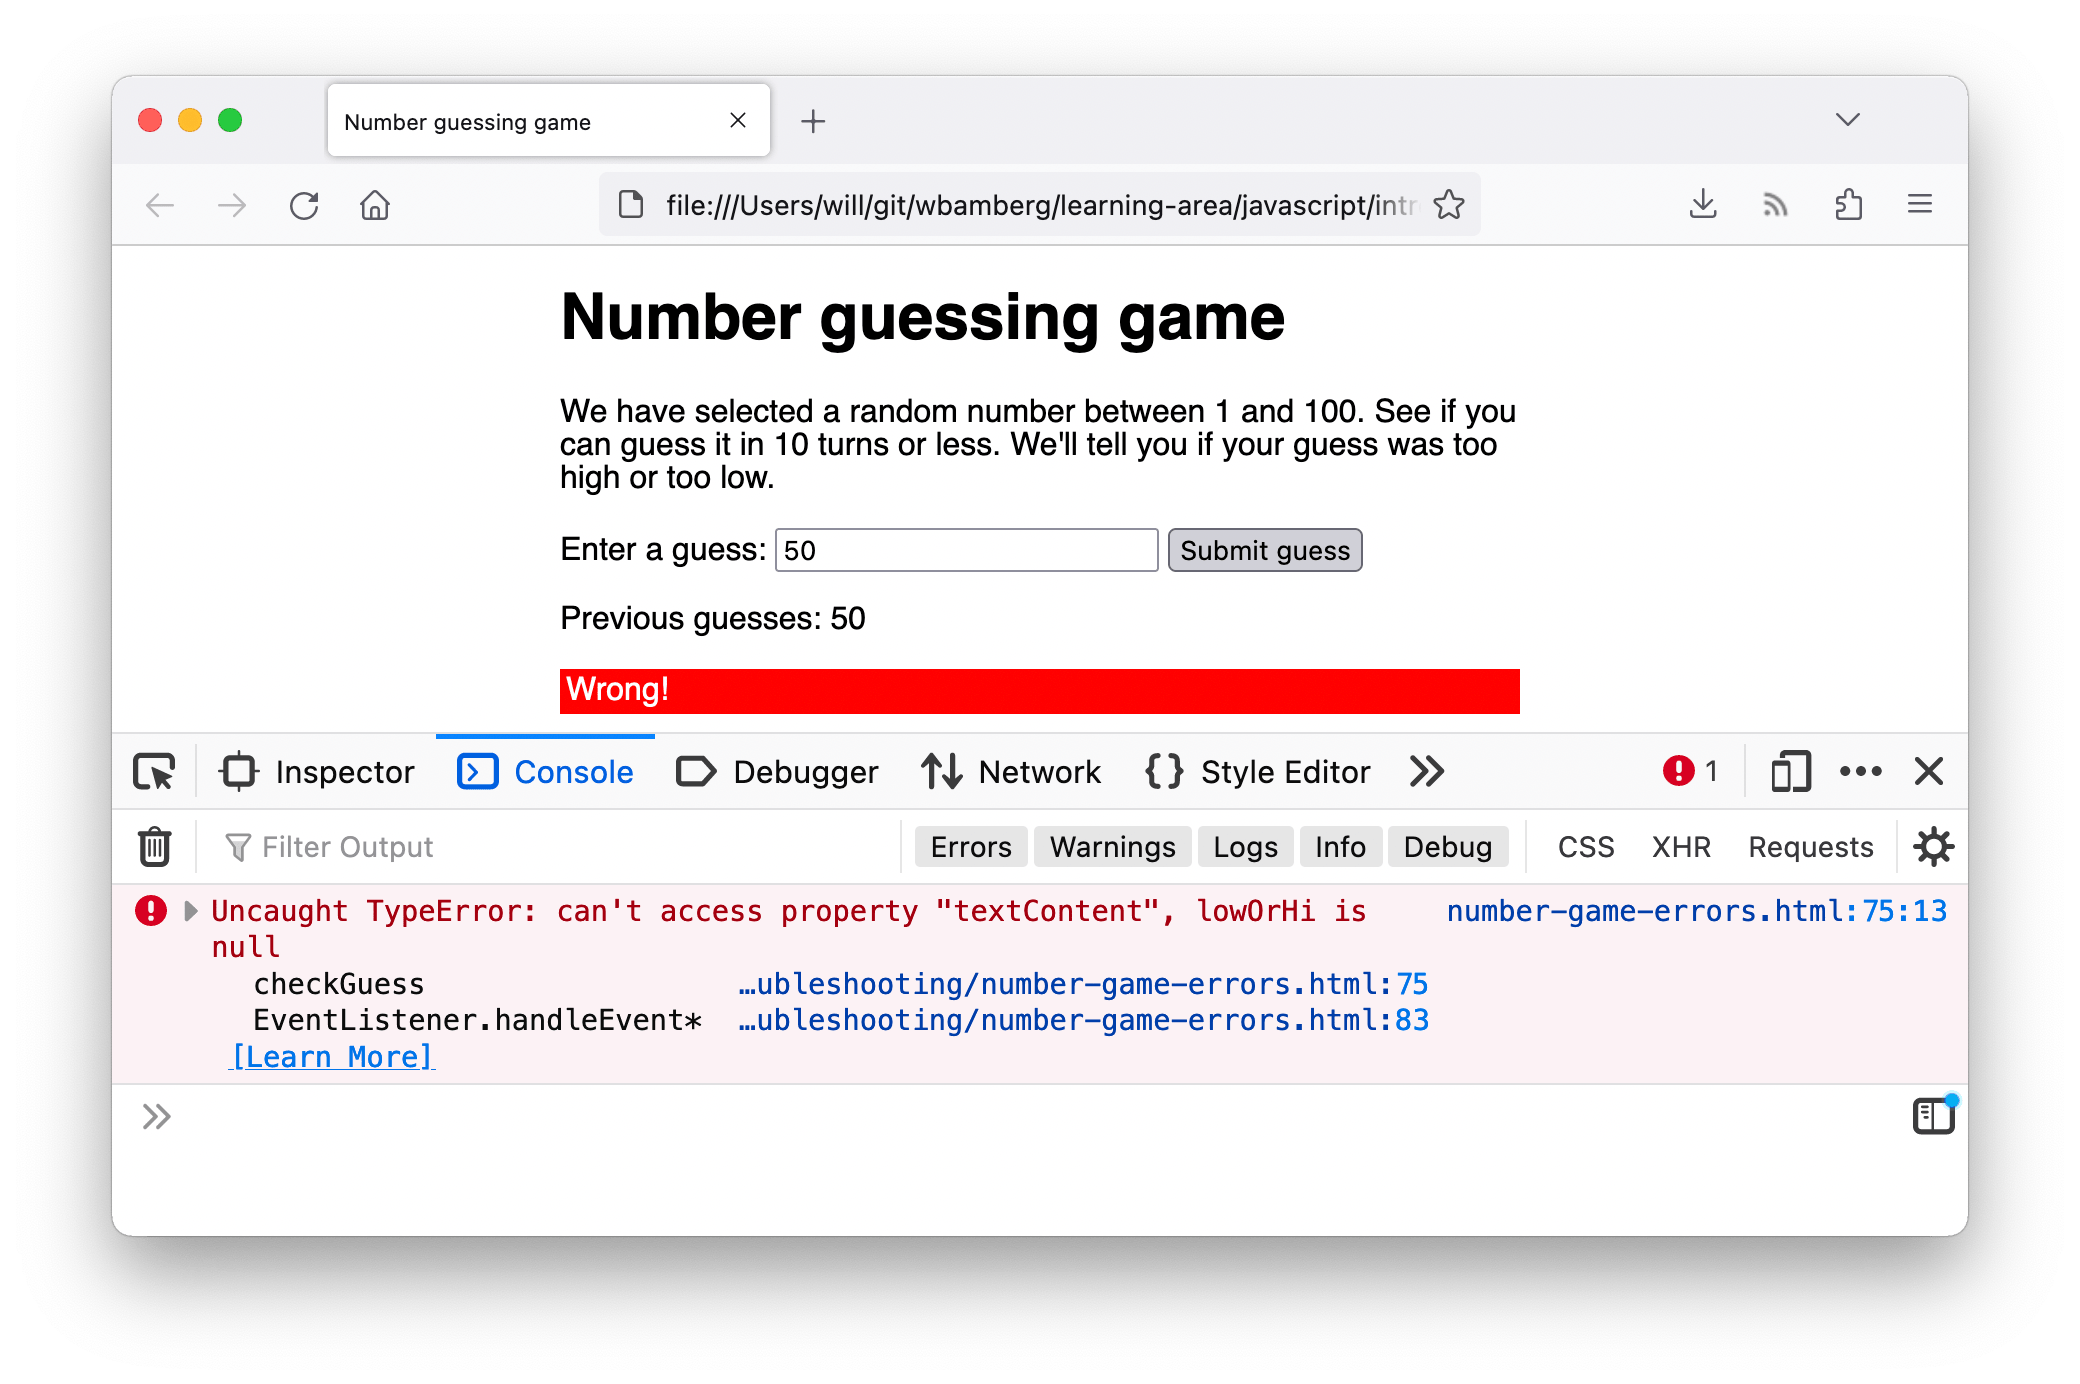 Number guessing game
file:///Users/will/git/wbamberg/learning-area/javascript/intr
Number guessing game
We have selected a random number between 1 and 100. See if you
can guess it in 10 turns or less. We'll tell you if your guess was too
high or too low.
Enter a guess: 50 Submit guess
Previous guesses: 50
Wrong!
Inspector Console Debugger Network Style Editor 1
Filter Output Errors Warnings Logs Info Debug CSS XHR Requests
Uncaught TypeError: can't access property "textContent", lowOrHi is number-game-errors.html:75:13
null
checkGuess …ubleshooting/number-game-errors.html:75
EventListener.handleEvent* …ubleshooting/number-game-errors.html:83
[Learn More]